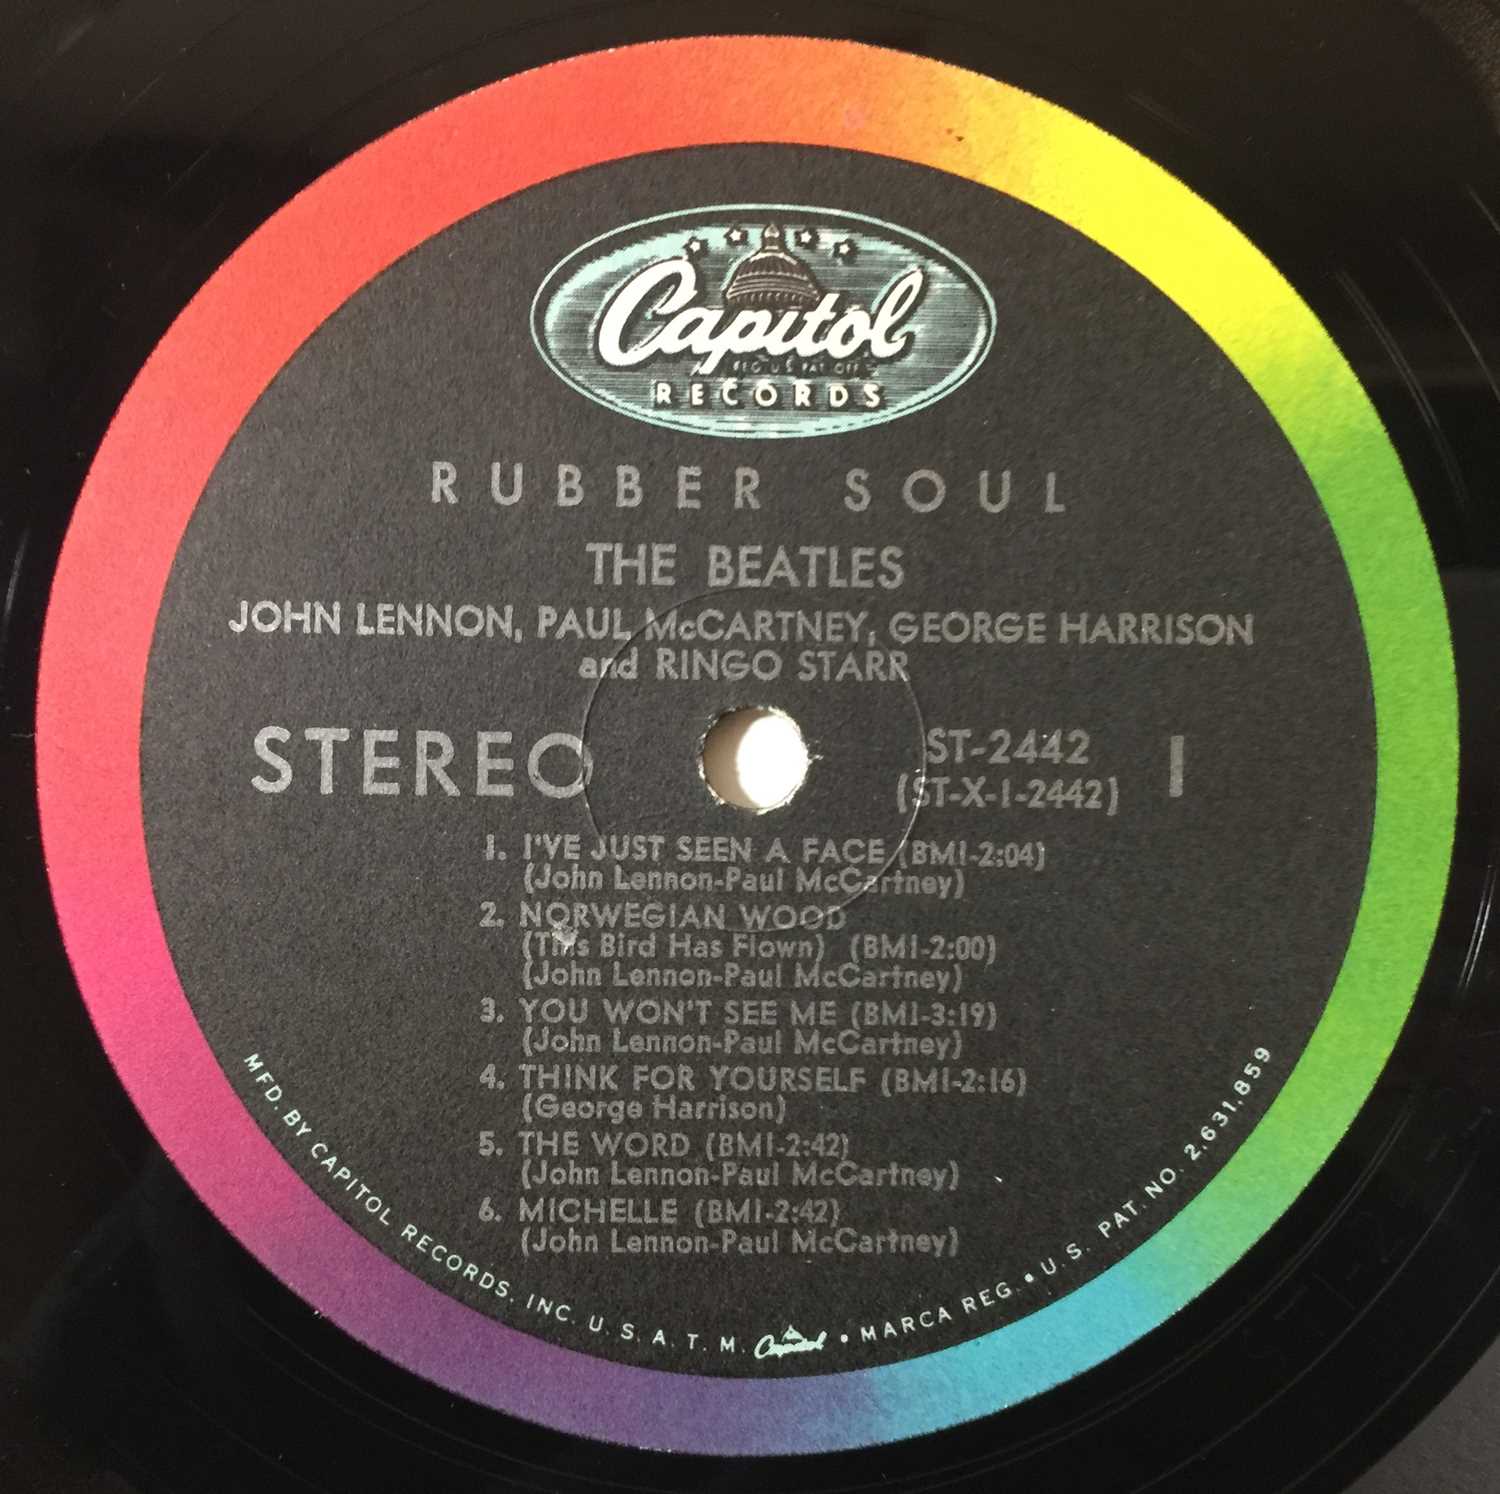 Capitol
REG. U.S. PAT. OFF.
RECORDS
RUBBER SOUL
THE BEATLES
JOHN LENNON, PAUL McCARTNEY, GEORGE HARRISON
and RINGO STARR
STEREO
ST-2442
(ST-X-1-2442)
1
1. I'VE JUST SEEN A FACE (BMI-2:04)
(John Lennon-Paul McCartney)
2. NORWEGIAN WOOD
(This Bird Has Flown) (BMI-2:00)
(John Lennon-Paul McCartney)
3. YOU WON'T SEE ME (BMI-3:19)
(John Lennon-Paul McCartney)
4. THINK FOR YOURSELF (BMI-2:16)
(George Harrison)
5. THE WORD (BMI-2:42)
(John Lennon-Paul McCartney)
6. MICHELLE (BMI-2:42)
(John Lennon-Paul McCartney)
MFD. BY CAPITOL RECORDS, INC. U.S.A. T.M. Capitol • MARCA REG. • U.S. PAT. NO. 2,631,859